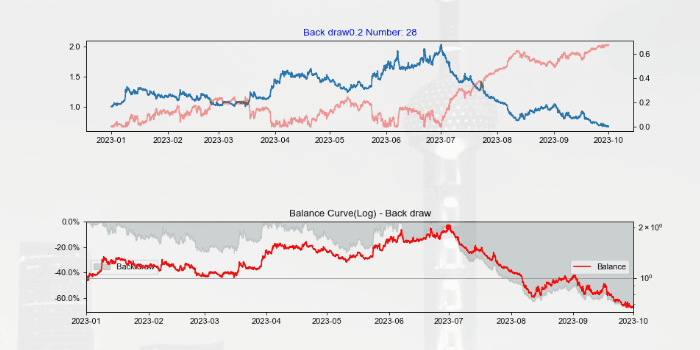 Back draw0.2 Number: 28
2.0
1.5
1.0
0.6
0.4
0.2
0.0
2023-01 2023-02 2023-03 2023-04 2023-05 2023-06 2023-07 2023-08 2023-09 2023-10
Balance Curve(Log) - Back draw
0.0%
-20.0%
-40.0%
-60.0%
Backdraw
Balance
2 × 10⁰
10⁰
2023-01 2023-02 2023-03 2023-04 2023-05 2023-06 2023-07 2023-08 2023-09 2023-10